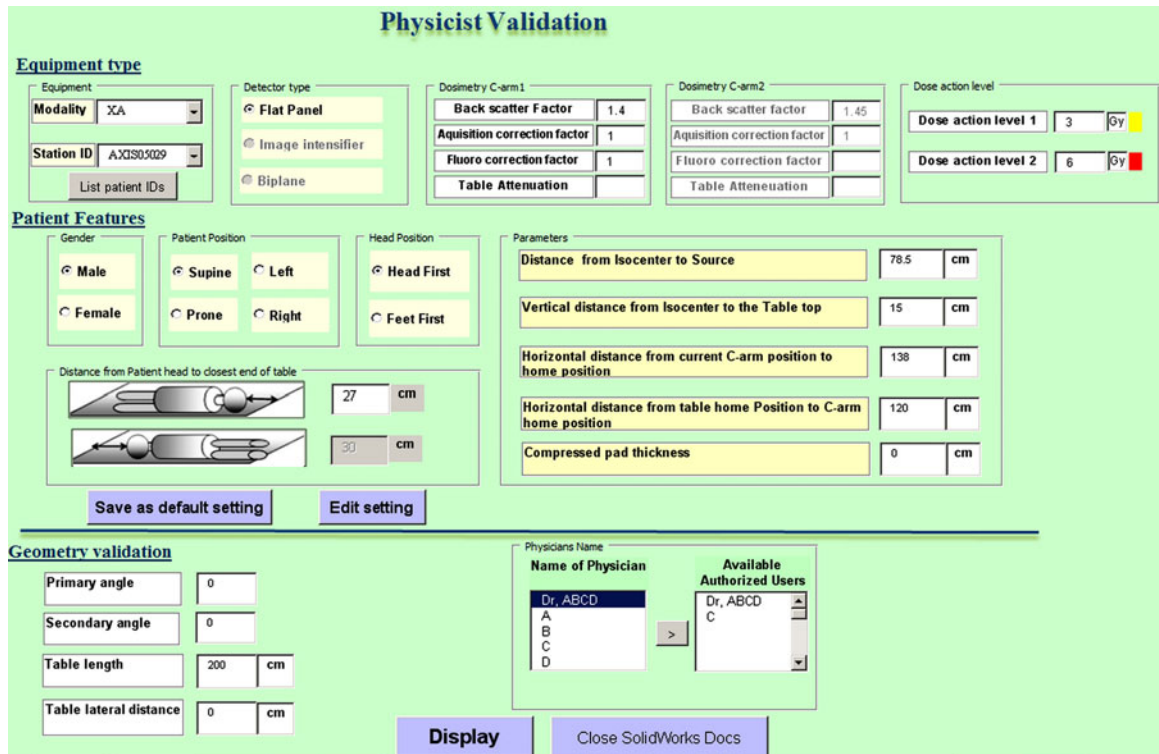 Physicist Validation
Equipment type
Equipment
Modality XA
Station ID AXIS05029
List patient IDs
Detector type
Flat Panel
Image intensifier
Biplane
Dosimetry C-arm1
Back scatter Factor 1.4
Aquisition correction factor 1
Fluoro correction factor 1
Table Attenuation
Dosimetry C-arm2
Back scatter factor 1.45
Aquisition correction factor 1
Fluoro correction factor
Table Atteneuation
Dose action level
Dose action level 1 3 Gy
Dose action level 2 6 Gy
Patient Features
Gender
Male
Female
Patient Position
Supine Left
Prone Right
Head Position
Head First
Feet First
Parameters
Distance from Isocenter to Source 78.5 cm
Vertical distance from Isocenter to the Table top 15 cm
Horizontal distance from current C-arm position to
home position 138 cm
Horizontal distance from table home Position to C-arm
home position 120 cm
Compressed pad thickness 0 cm
Distance from Patient head to closest end of table
27 cm
30 cm
Save as default setting Edit setting
Geometry validation
Primary angle 0
Secondary angle 0
Table length 200 cm
Table lateral distance 0 cm
Physicians Name
Name of Physician
Dr, ABCD
A
B
C
D
>
Available
Authorized Users
Dr, ABCD
C
Display Close SolidWorks Docs